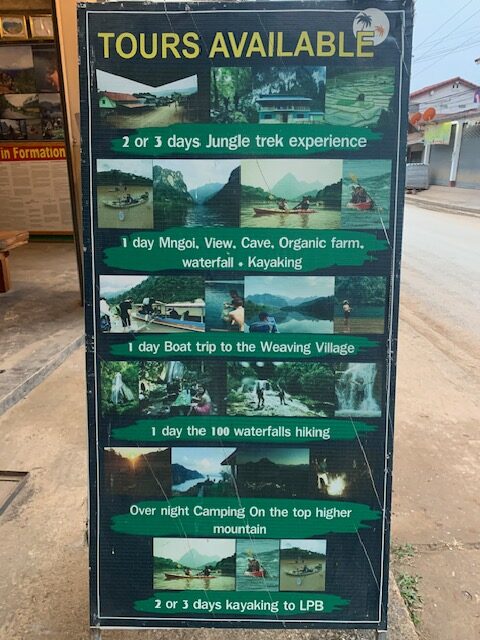 TOURS AVAILABLE
in Formation
2 or 3 days Jungle trek experience
1 day Mngoi, View, Cave, Organic farm,
waterfall • Kayaking
1 day Boat trip to the Weaving Village
1 day the 100 waterfalls hiking
Over night Camping On the top higher
mountain
2 or 3 days kayaking to LPB